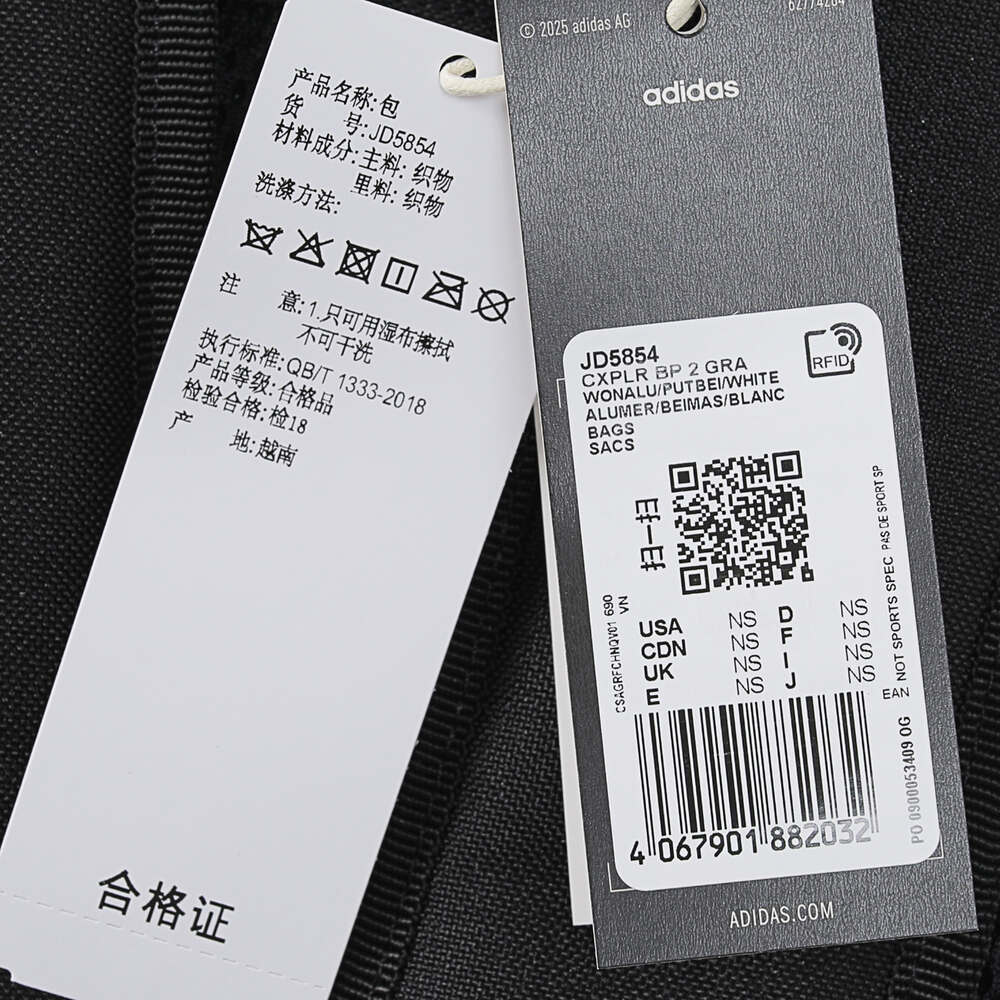 产品名称:包
货 号:JD5854
材料成分:主料: 织物
里料: 织物
洗涤方法:
注 意:1.只可用湿布擦拭
不可干洗
执行标准:QB/T 1333-2018
产品等级:合格品
检验合格:检18
产 地:越南
合格证
© 2025 adidas AG
adidas
JD5854
CXPLR BP 2 GRA
WONALU/PUTBEI/WHITE
ALUMER/BEIMAS/BLANC
BAGS
SACS
RFID
扫一扫
CSAGRFCHNQV01 690
VN
USA NS D NS
CDN NS F NS
UK NS I NS
E NS J NS
EAN NOT SPORTS SPEC PAS DE SPORT SP
PO 0900053409 OG
4 067901 882032
ADIDAS.COM